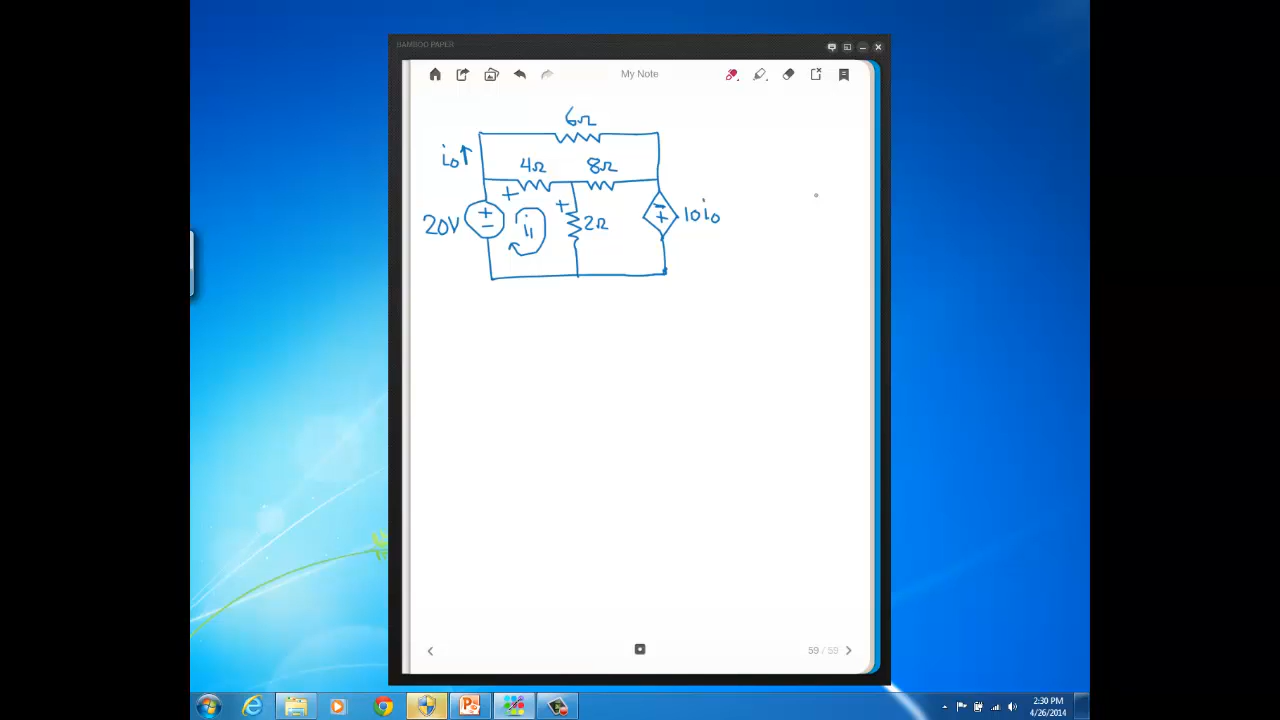 BAMBOO PAPER
My Note
6Ω
i₀↑
4Ω 8Ω
+ +
20V + − i₁ 2Ω − + 10i₀
59 / 59
2:30 PM
4/26/2014